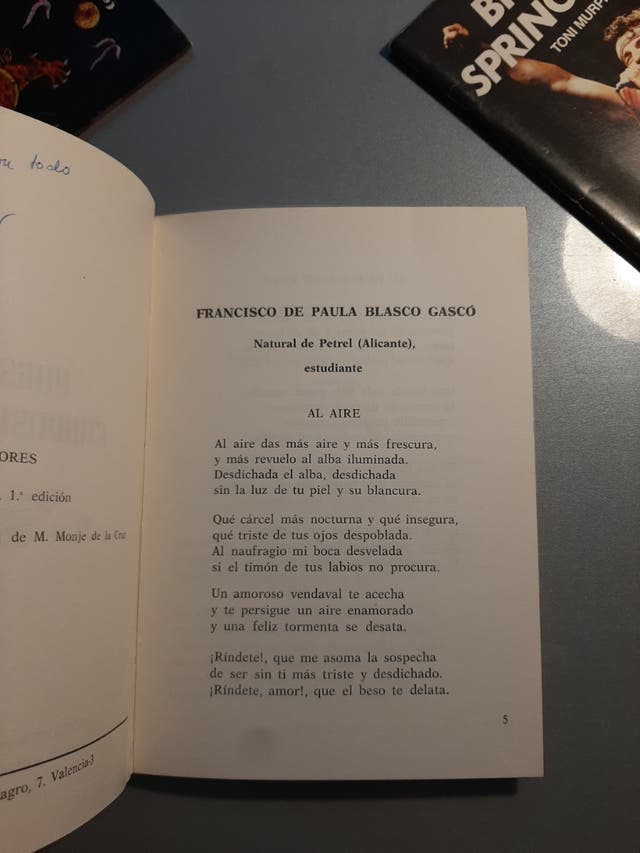 SPRING
TONI MURP
todo
ORES
1.ª edición
de M. Monje de la Cruz
agro, 7. Valencia-3
FRANCISCO DE PAULA BLASCO GASCÓ
Natural de Petrel (Alicante),
estudiante
AL AIRE
Al aire das más aire y más frescura,
y más revuelo al alba iluminada.
Desdichada el alba, desdichada
sin la luz de tu piel y su blancura.
Qué cárcel más nocturna y qué insegura,
qué triste de tus ojos despoblada.
Al naufragio mi boca desvelada
si el timón de tus labios no procura.
Un amoroso vendaval te acecha
y te persigue un aire enamorado
y una feliz tormenta se desata.
¡Ríndete!, que me asoma la sospecha
de ser sin ti más triste y desdichado.
¡Ríndete, amor!, que el beso te delata.
5